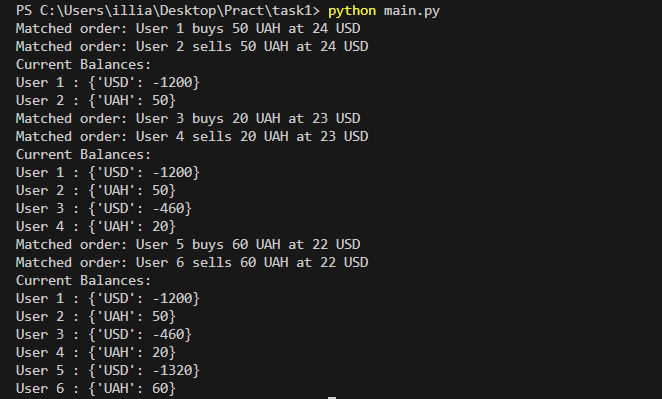 PS C:\Users\illia\Desktop\Pract\task1> python main.py
Matched order: User 1 buys 50 UAH at 24 USD
Matched order: User 2 sells 50 UAH at 24 USD
Current Balances:
User 1 : {'USD': -1200}
User 2 : {'UAH': 50}
Matched order: User 3 buys 20 UAH at 23 USD
Matched order: User 4 sells 20 UAH at 23 USD
Current Balances:
User 1 : {'USD': -1200}
User 2 : {'UAH': 50}
User 3 : {'USD': -460}
User 4 : {'UAH': 20}
Matched order: User 5 buys 60 UAH at 22 USD
Matched order: User 6 sells 60 UAH at 22 USD
Current Balances:
User 1 : {'USD': -1200}
User 2 : {'UAH': 50}
User 3 : {'USD': -460}
User 4 : {'UAH': 20}
User 5 : {'USD': -1320}
User 6 : {'UAH': 60}